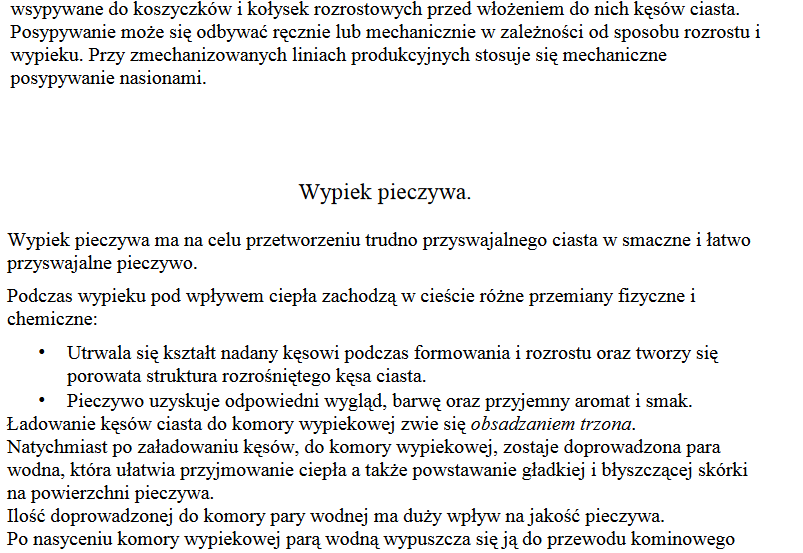 wsypywane do koszyczków i kołysek rozrostowych przed włożeniem do nich kęsów ciasta.
Posypywanie może się odbywać ręcznie lub mechanicznie w zależności od sposobu rozrostu i
wypieku. Przy zmechanizowanych liniach produkcyjnych stosuje się mechaniczne
posypywanie nasionami.
Wypiek pieczywa.
Wypiek pieczywa ma na celu przetworzeniu trudno przyswajalnego ciasta w smaczne i łatwo
przyswajalne pieczywo.
Podczas wypieku pod wpływem ciepła zachodzą w cieście różne przemiany fizyczne i
chemiczne:
• Utrwala się kształt nadany kęsowi podczas formowania i rozrostu oraz tworzy się
porowata struktura rozrośniętego kęsa ciasta.
• Pieczywo uzyskuje odpowiedni wygląd, barwę oraz przyjemny aromat i smak.
Ładowanie kęsów ciasta do komory wypiekowej zwie się obsadzaniem trzona.
Natychmiast po załadowaniu kęsów, do komory wypiekowej, zostaje doprowadzona para
wodna, która ułatwia przyjmowanie ciepła a także powstawanie gładkiej i błyszczącej skórki
na powierzchni pieczywa.
Ilość doprowadzonej do komory pary wodnej ma duży wpływ na jakość pieczywa.
Po nasyceniu komory wypiekowej parą wodną wypuszcza się ją do przewodu kominowego